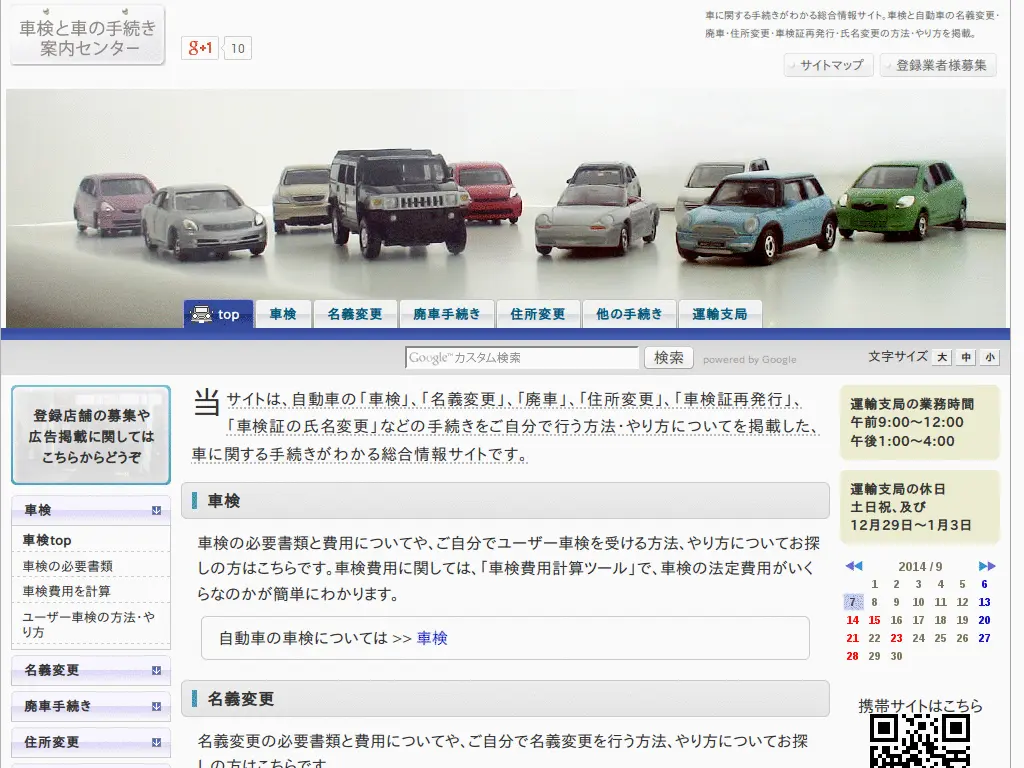 車検と車の手続き
案内センター
g+1
10
車に関する手続きがわかる総合情報サイト。車検と自動車の名義変更・
廃車・住所変更・車検証再発行・氏名変更の方法・やり方を掲載。
サイトマップ
登録業者様募集
top
車検
名義変更
廃車手続き
住所変更
他の手続き
運輸支局
Google™カスタム検索
検索
powered by Google
文字サイズ 大 中 小
登録店舗の募集や
広告掲載に関しては
こちらからどうぞ
車検
車検top
車検の必要書類
車検費用を計算
ユーザー車検の方法・や
り方
名義変更
廃車手続き
住所変更
当サイトは、自動車の「車検」、「名義変更」、「廃車」、「住所変更」、「車検証再発行」、
「車検証の氏名変更」などの手続きをご自分で行う方法・やり方についてを掲載した、
車に関する手続きがわかる総合情報サイトです。
車検
車検の必要書類と費用についてや、ご自分でユーザー車検を受ける方法、やり方についてお探
しの方はこちらです。車検費用に関しては、「車検費用計算ツール」で、車検の法定費用がいく
らなのかが簡単にわかります。
自動車の車検については >> 車検
名義変更
名義変更の必要書類と費用についてや、ご自分で名義変更を行う方法、やり方についてお探
しの方はこちらです。
運輸支局の業務時間
午前9:00～12:00
午後1:00～4:00
運輸支局の休日
土日祝、及び
12月29日～1月3日
2014 / 9
1 2 3 4 5 6
7 8 9 10 11 12 13
14 15 16 17 18 19 20
21 22 23 24 25 26 27
28 29 30
携帯サイトはこちら